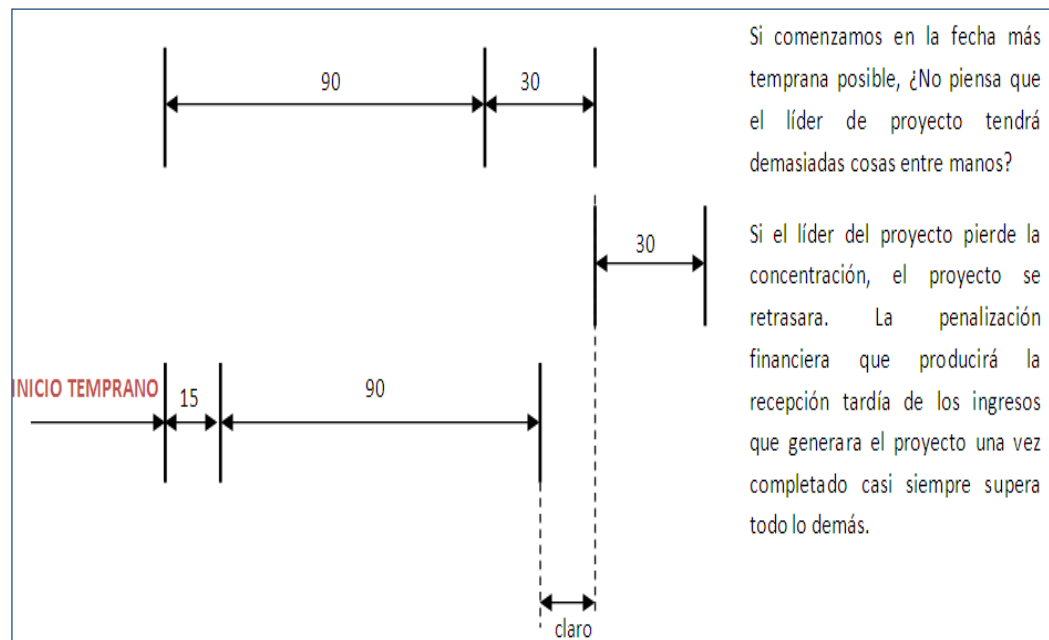 90
30
30
INICIO TEMPRANO
15
90
claro
Si comenzamos en la fecha más
temprana posible, ¿No piensa que
el líder de proyecto tendrá
demasiadas cosas entre manos?
Si el líder del proyecto pierde la
concentración, el proyecto se
retrasara. La penalización
financiera que producirá la
recepción tardía de los ingresos
que generara el proyecto una vez
completado casi siempre supera
todo lo demás.